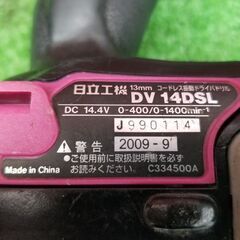 日立工機 13mm コードレス振動ドライバドリル
DV 14DSL
DC 14.4V 0-400/0-1400min⁻¹
J990114
Made in China
警告 2009-9
ご使用前に取扱説明書を必ず
お読みください。 C334500A